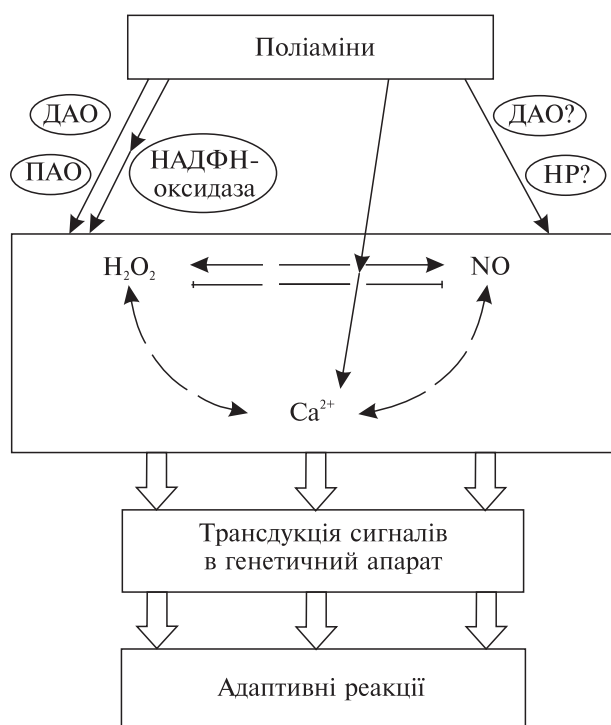 Поліаміни
ДАО
ДАО?
ПАО
НАДФН-
оксидаза
НР?
H₂O₂
NO
Ca²⁺
Трансдукція сигналів
в генетичний апарат
Адаптивні реакції